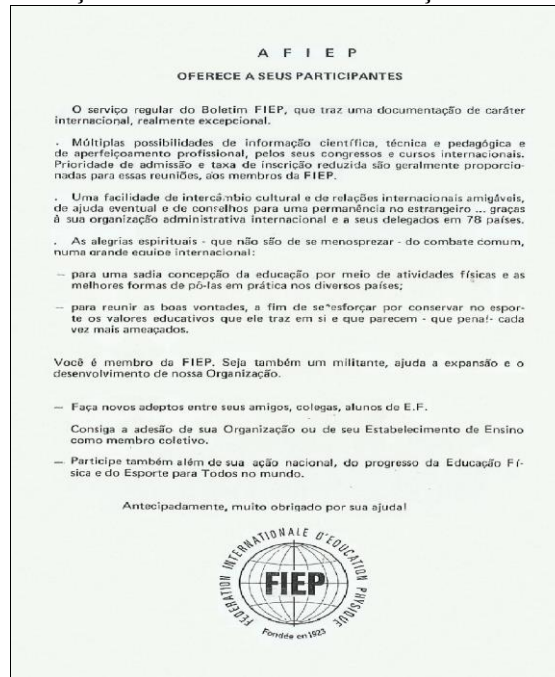 A F I E P
OFERECE A SEUS PARTICIPANTES
O serviço regular do Boletim FIEP, que traz uma documentação de caráter
internacional, realmente excepcional.
. Múltiplas possibilidades de informação científica, técnica e pedagógica e
de aperfeiçoamento profissional, pelos seus congressos e cursos internacionais.
Prioridade de admissão e taxa de inscrição reduzida são geralmente proporcio-
nadas para essas reuniões, aos membros da FIEP.
. Uma facilidade de intercâmbio cultural e de relações internacionais amigáveis,
de ajuda eventual e de conselhos para uma permanência no estrangeiro ... graças
à sua organização administrativa internacional e a seus delegados em 78 países.
. As alegrias espirituais - que não são de se menosprezar - do combate comum,
numa grande equipe internacional:
— para uma sadia concepção da educação por meio de atividades físicas e as
melhores formas de pô-las em prática nos diversos países;
— para reunir as boas vontades, a fim de se esforçar por conservar no espor-
te os valores educativos que ele traz em si e que parecem - que pena!- cada
vez mais ameaçados.
Você é membro da FIEP. Seja também um militante, ajuda a expansão e o
desenvolvimento de nossa Organização.
— Faça novos adeptos entre seus amigos, colegas, alunos de E.F.
Consiga a adesão de sua Organização ou de seu Estabelecimento de Ensino
como membro coletivo.
— Participe também além de sua ação nacional, do progresso da Educação Fí-
sica e do Esporte para Todos no mundo.
Antecipadamente, muito obrigado por sua ajuda!
FEDERATION INTERNATIONALE D'EDUCATION PHYSIQUE
FIEP
Fondée en 1923